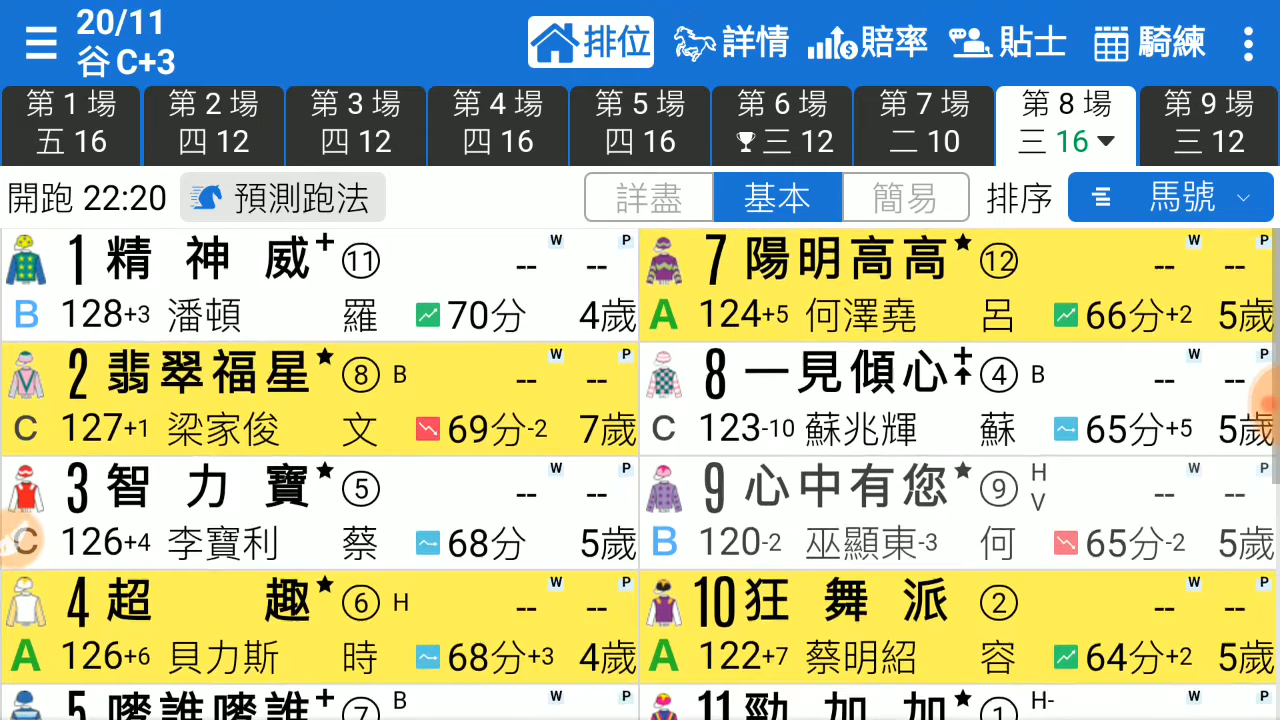 20/11
谷 C+3
排位 詳情 賠率 貼士 騎練
第 1 場 第 2 場 第 3 場 第 4 場 第 5 場 第 6 場 第 7 場 第 8 場 第 9 場
五 16 四 12 四 12 四 16 四 16 三 12 二 10 三 16 三 12
開跑 22:20 預測跑法 詳盡 基本 簡易 排序 馬號
1 精神威+ ⑪ W -- P --
B 128+3 潘頓 羅 70分 4歲
2 翡翠福星★ ⑧ B W -- P --
C 127+1 梁家俊 文 69分-2 7歲
3 智力寶★ ⑤ W -- P --
C 126+4 李寶利 蔡 68分 5歲
4 超趣★ ⑥ H W -- P --
A 126+6 貝力斯 時 68分+3 4歲
5 嘜誰嘜誰+ ⑦ B W P
7 陽明高高★ ⑫ W -- P --
A 124+5 何澤堯 呂 66分+2 5歲
8 一見傾心‡ ④ B W -- P --
C 123-10 蘇兆輝 蘇 65分+5 5歲
9 心中有您★ ⑨ H V W -- P --
B 120-2 巫顯東-3 何 65分-2 5歲
10 狂舞派 ② W -- P --
A 122+7 蔡明紹 容 64分+2 5歲
11 勁加加★ ① H- W P